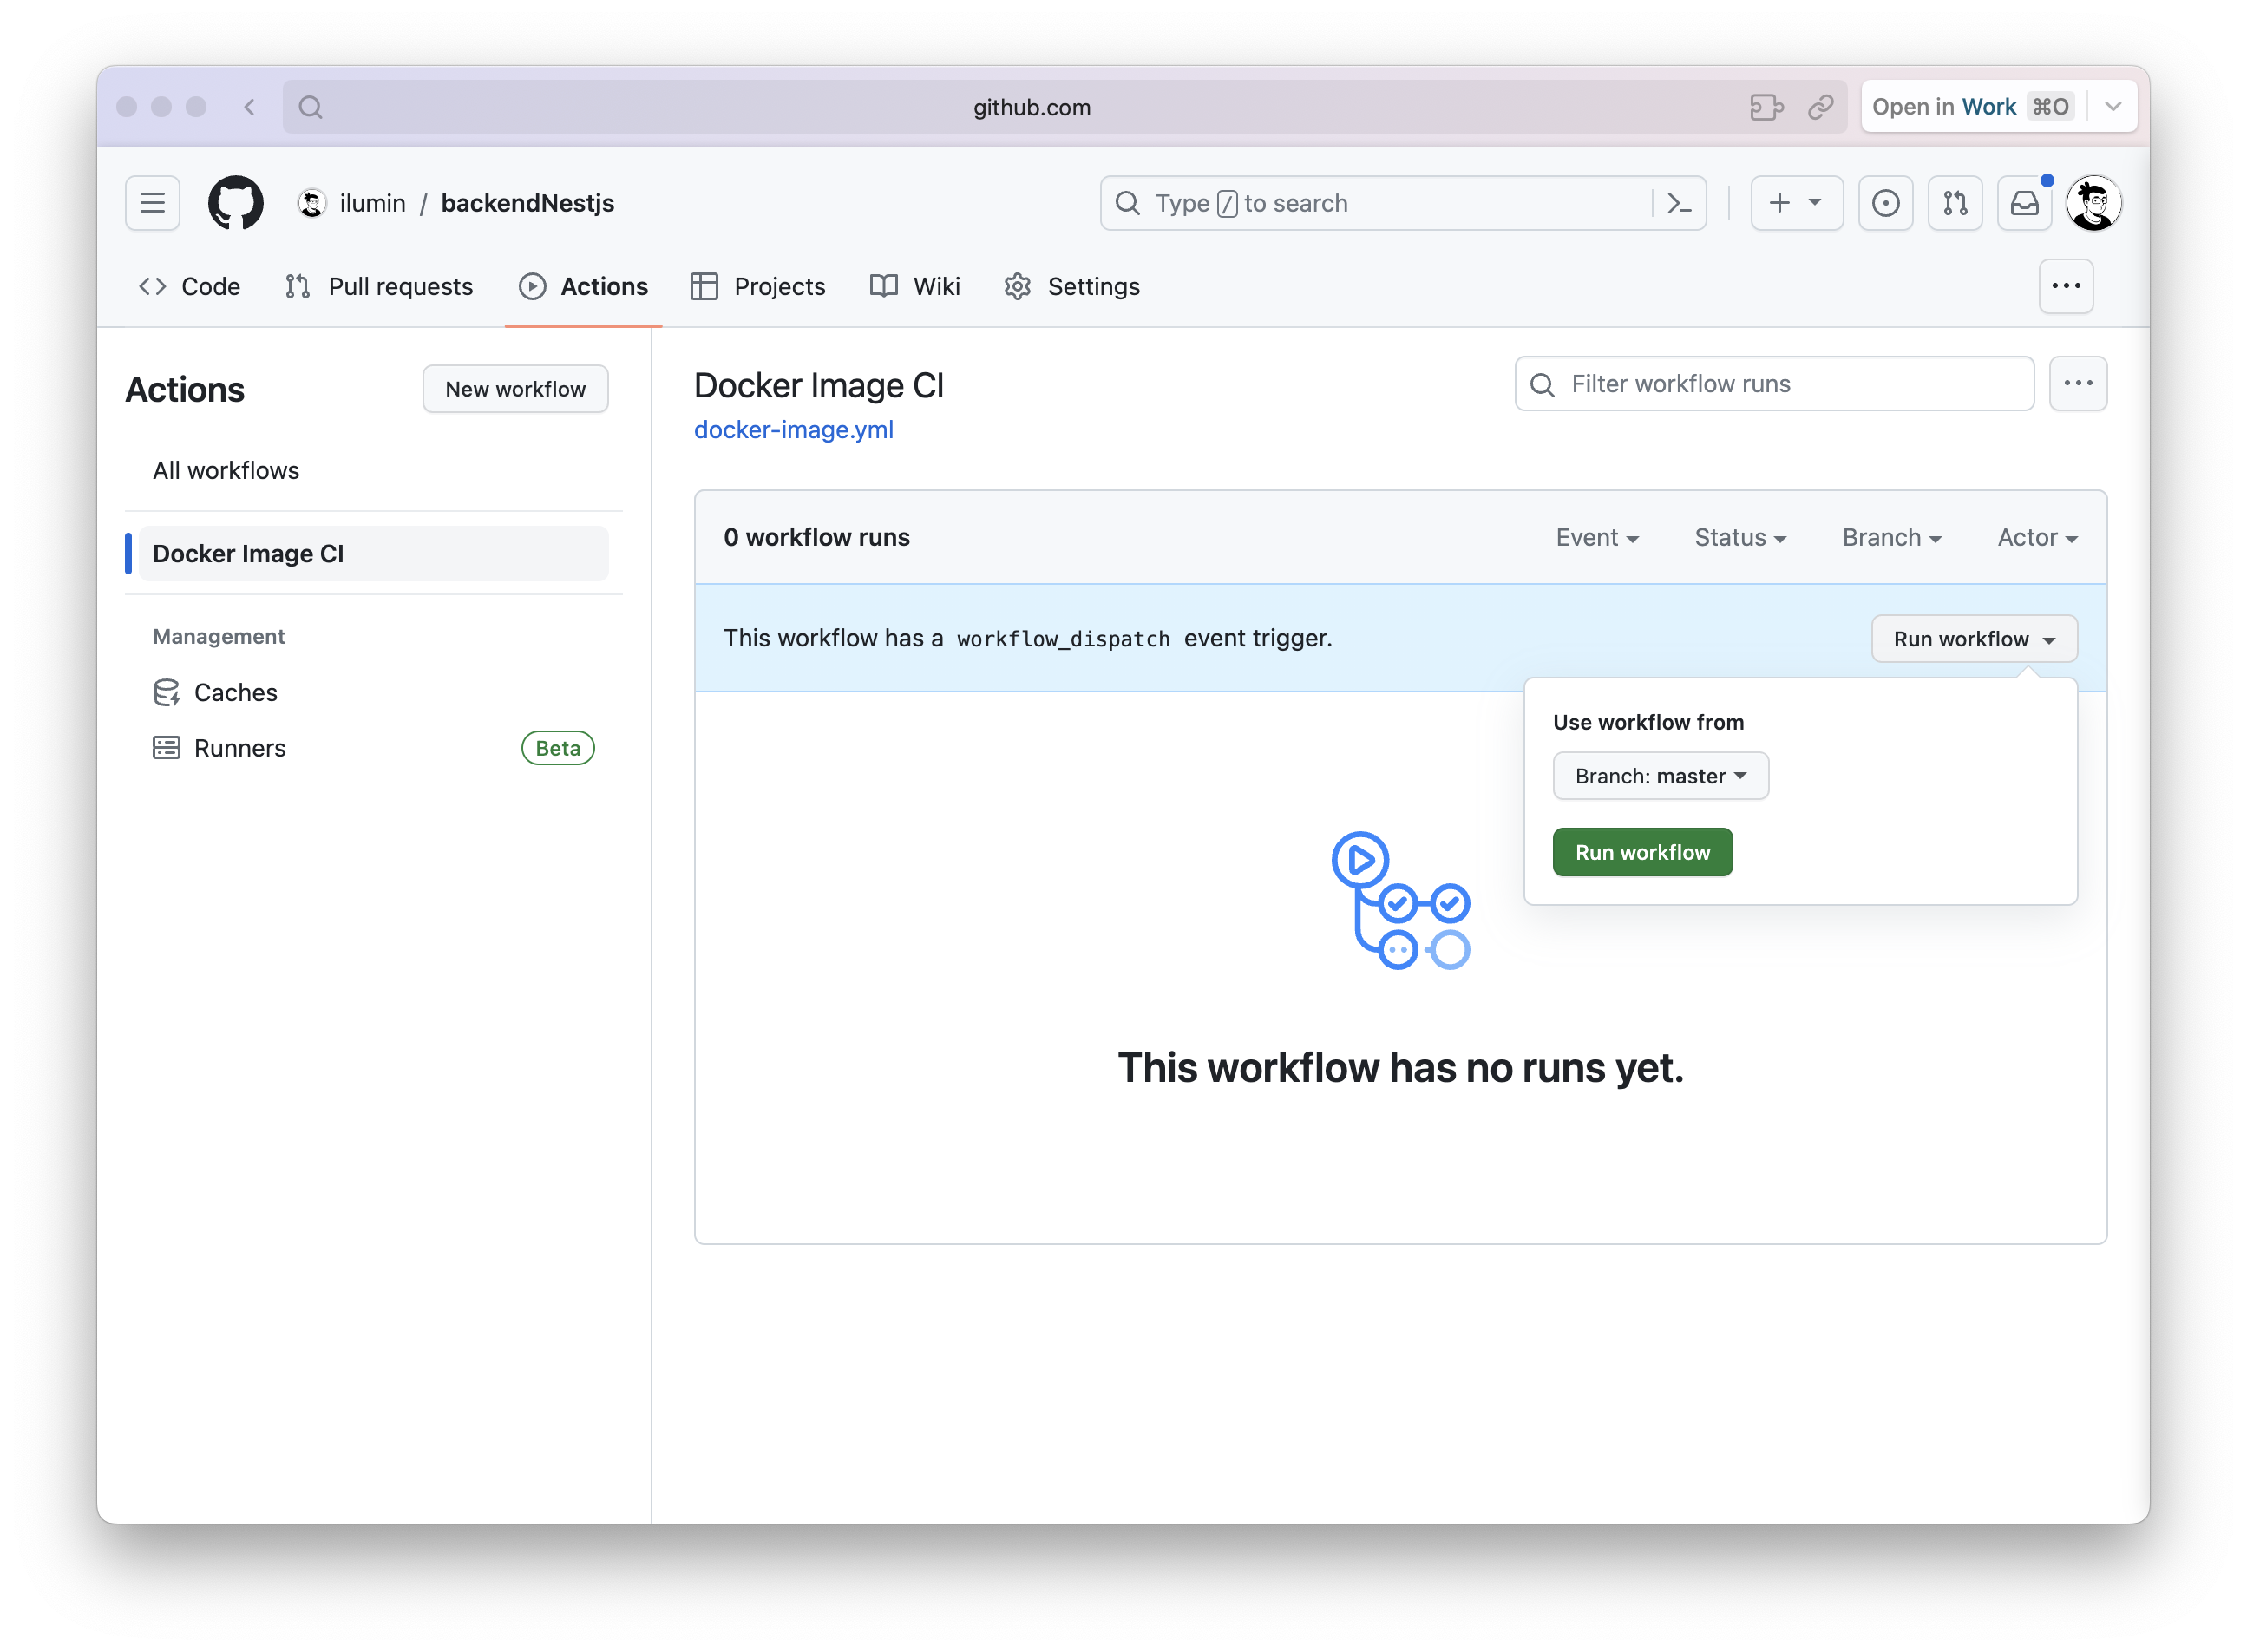 github.com
Open in Work ⌘O
ilumin / backendNestjs
Type / to search
Code
Pull requests
Actions
Projects
Wiki
Settings
Actions
New workflow
All workflows
Docker Image CI
Management
Caches
Runners
Beta
Docker Image CI
docker-image.yml
Filter workflow runs
0 workflow runs
Event
Status
Branch
Actor
This workflow has a workflow_dispatch event trigger.
Run workflow
Use workflow from
Branch: master
Run workflow
This workflow has no runs yet.